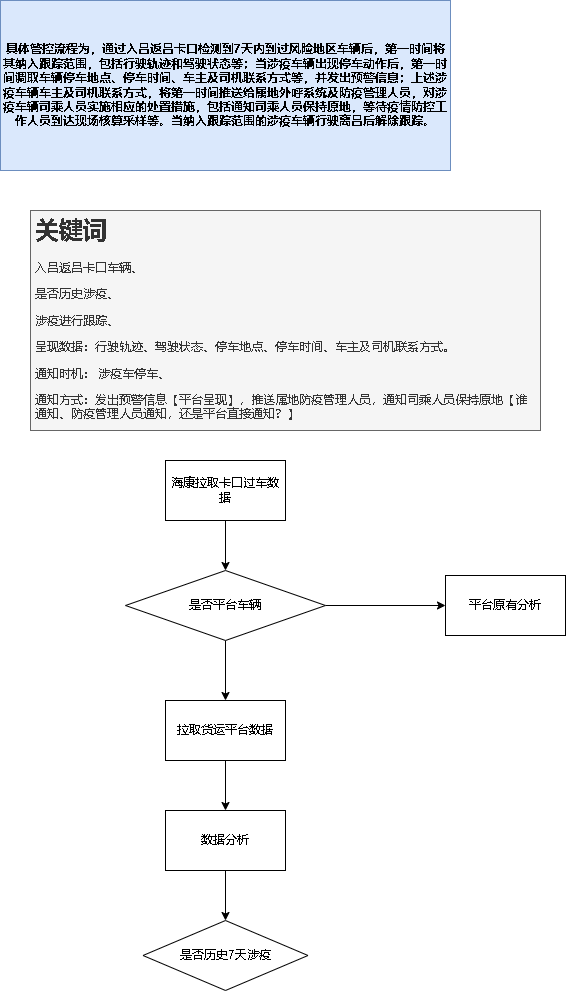 具体管控流程为，通过入吕返吕卡口检测到7天内到过风险地区车辆后，第一时间将
其纳入跟踪范围，包括行驶轨迹和驾驶状态等；当涉疫车辆出现停车动作后，第一时
间调取车辆停车地点、停车时间、车主及司机联系方式等，并发出预警信息；上述涉
疫车辆车主及司机联系方式，将第一时间推送给属地外呼系统及防疫管理人员，对涉
疫车辆司乘人员实施相应的处置措施，包括通知司乘人员保持原地，等待疫情防控工
作人员到达现场核算采样等。当纳入跟踪范围的涉疫车辆行驶离吕后解除跟踪。
关键词
入吕返吕卡口车辆、
是否历史涉疫、
涉疫进行跟踪、
呈现数据：行驶轨迹、驾驶状态、停车地点、停车时间、车主及司机联系方式。
通知时机： 涉疫车停车、
通知方式：发出预警信息【平台呈现】，推送属地防疫管理人员，通知司乘人员保持原地【谁
通知、防疫管理人员通知，还是平台直接通知？】
海康拉取卡口过车数
据
是否平台车辆
平台原有分析
拉取货运平台数据
数据分析
是否历史7天涉疫